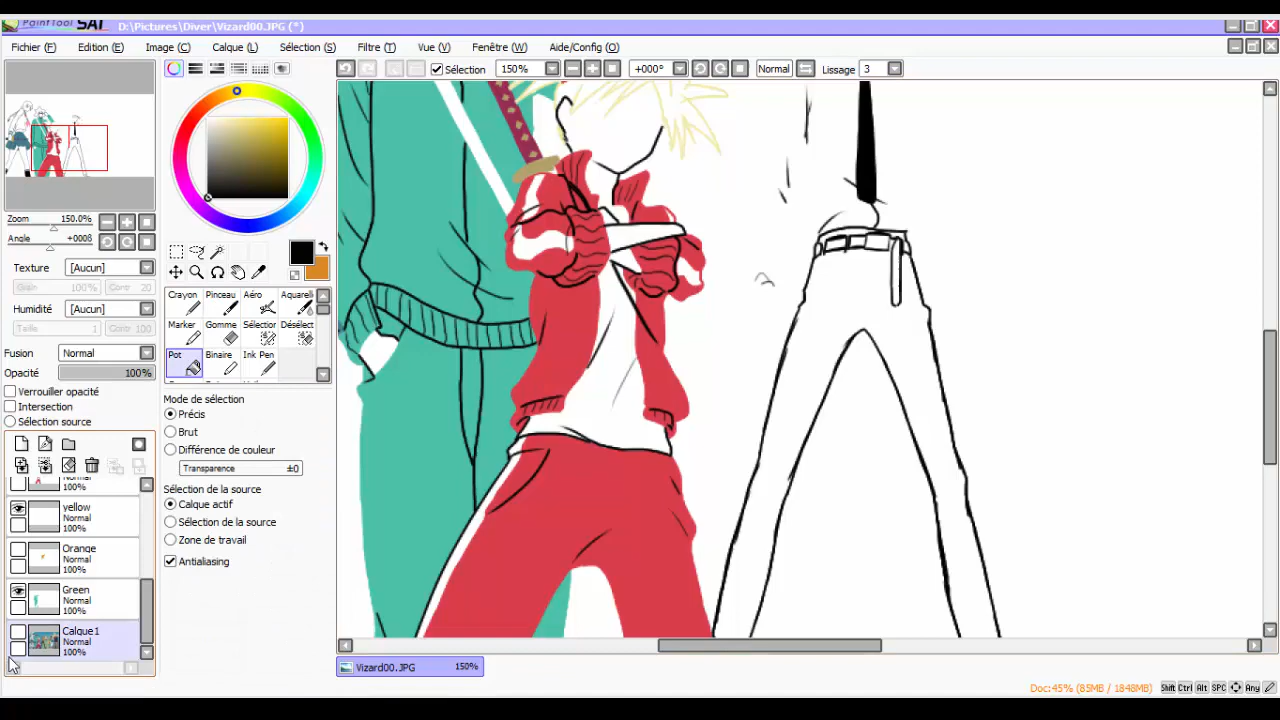 PaintTool SAI D:\Pictures\Diver\Vizard00.JPG (*)
Fichier (F) Edition (E) Image (C) Calque (L) Sélection (S) Filtre (T) Vue (V) Fenêtre (W) Aide/Config (O)
Sélection 150% +000° Normal Lissage 3
Zoom 150.0%
Angle +000ß
Texture [Aucun]
100% 20
Humidité [Aucun]
Taille 1 Contr 100
Fusion Normal
Opacité 100%
Verrouiller opacité
Intersection
Sélection source
Normal
100%
yellow
Normal
100%
Orange
Normal
100%
Green
Normal
100%
Calque1
Normal
100%
Crayon Pinceau Aéro Aquarell
Marker Gomme Sélection Désélect
Pot Binaire Ink Pen
Mode de sélection
Précis
Brut
Différence de couleur
Transparence ±0
Sélection de la source
Calque actif
Sélection de la source
Zone de travail
Antialiasing
Vizard00.JPG 150%
Doc:45% (85MB / 1848MB) Shift Ctrl Alt SPC Any